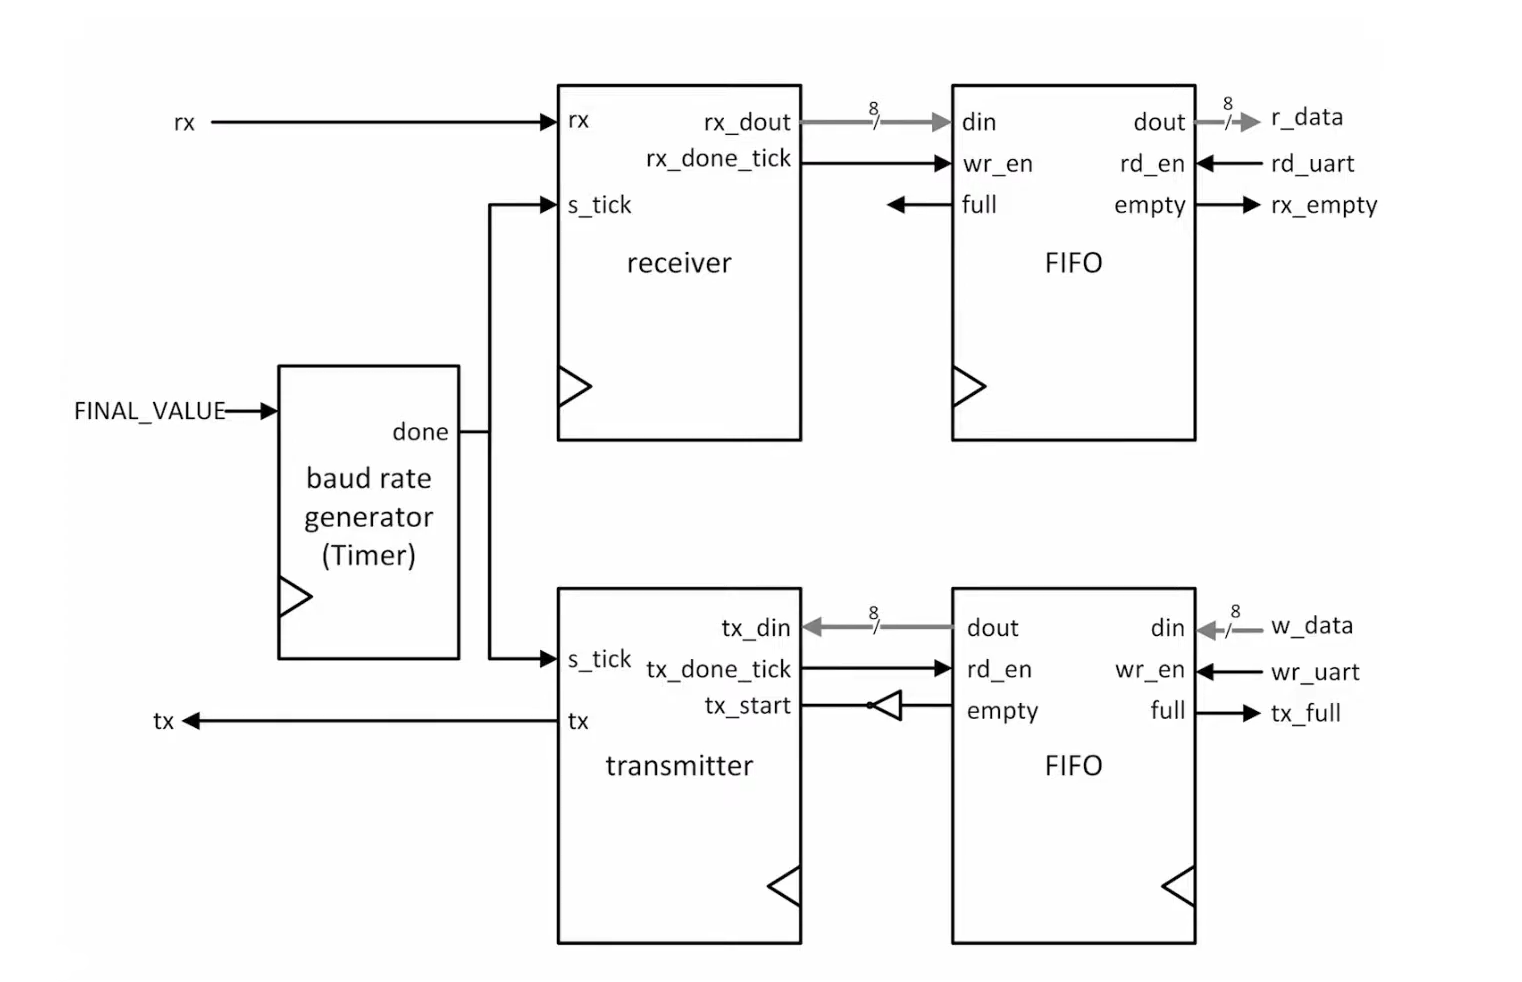 rx
rx
rx_dout
8
/
din
dout
8
/
r_data
rx_done_tick
wr_en
rd_en
rd_uart
s_tick
full
empty
rx_empty
receiver
FIFO
FINAL_VALUE
done
baud rate
generator
(Timer)
tx_din
8
/
dout
din
8
/
w_data
s_tick
tx_done_tick
rd_en
wr_en
wr_uart
tx_start
empty
full
tx_full
tx
tx
transmitter
FIFO